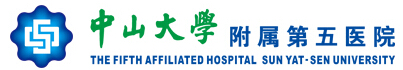 中山大學 附属第五医院
THE FIFTH AFFILIATED HOSPITAL SUN YAT-SEN UNIVERSITY